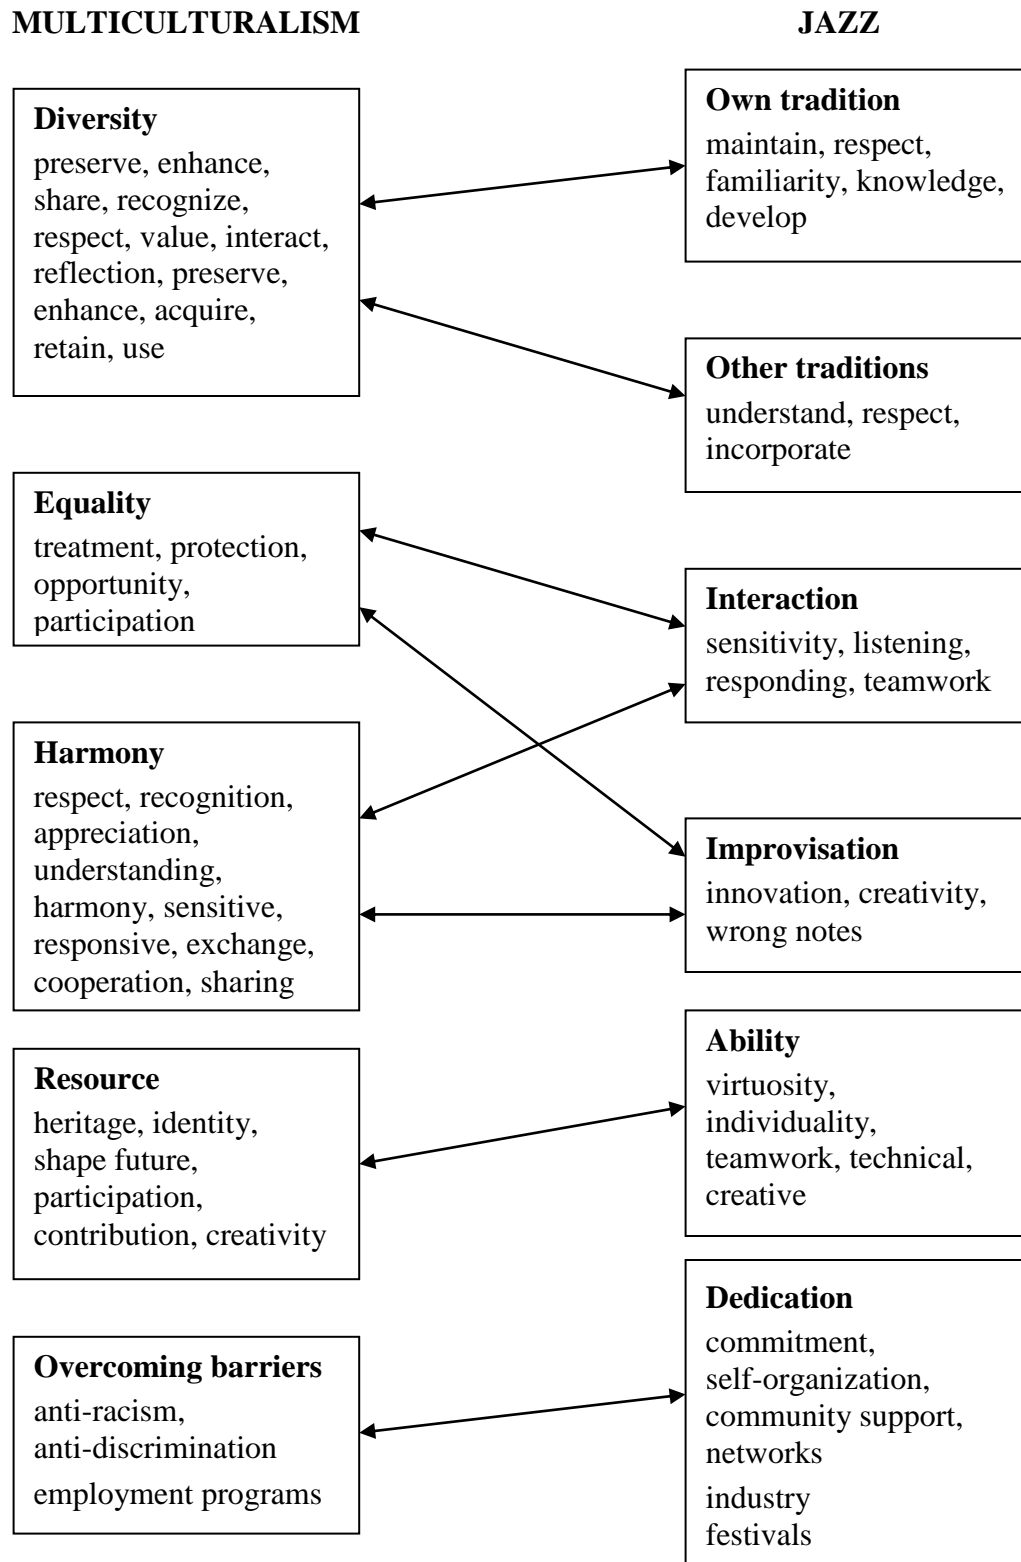 MULTICULTURALISM
JAZZ
Diversity
preserve, enhance,
share, recognize,
respect, value, interact,
reflection, preserve,
enhance, acquire,
retain, use
Own tradition
maintain, respect,
familiarity, knowledge,
develop
Other traditions
understand, respect,
incorporate
Equality
treatment, protection,
opportunity,
participation
Interaction
sensitivity, listening,
responding, teamwork
Harmony
respect, recognition,
appreciation,
understanding,
harmony, sensitive,
responsive, exchange,
cooperation, sharing
Improvisation
innovation, creativity,
wrong notes
Resource
heritage, identity,
shape future,
participation,
contribution, creativity
Ability
virtuosity,
individuality,
teamwork, technical,
creative
Overcoming barriers
anti-racism,
anti-discrimination
employment programs
Dedication
commitment,
self-organization,
community support,
networks
industry
festivals